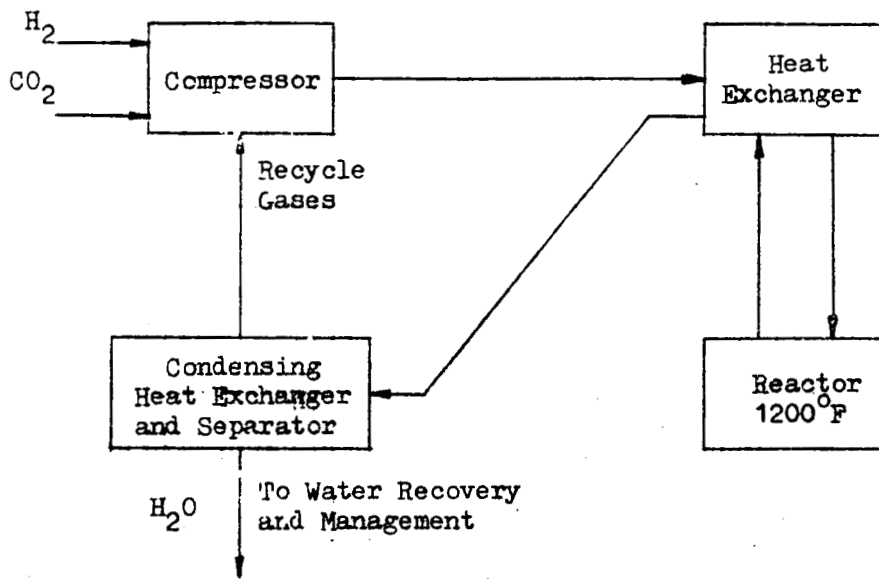 H₂
CO₂
Compressor
Heat
Exchanger
Recycle
Gases
Condensing
Heat Exchanger
and Separator
Reactor
1200°F
H₂O
To Water Recovery
and Management